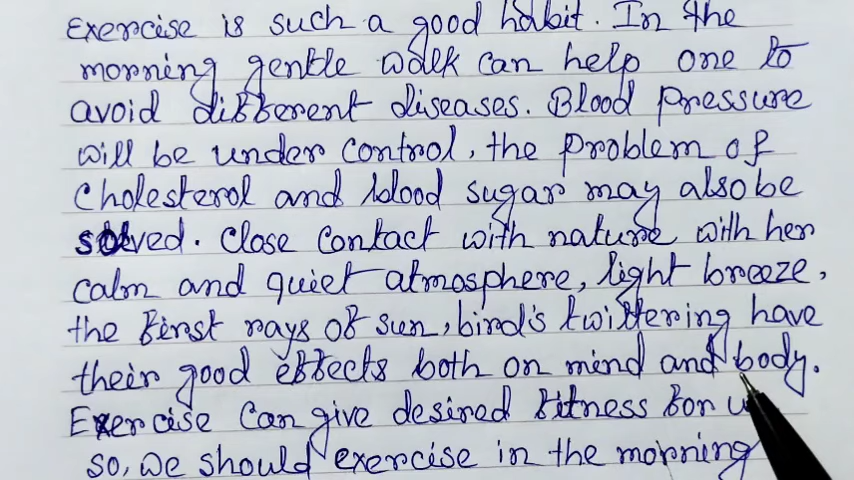 Exercise is such a good habit. In the
morning gentle walk can help one to
avoid different diseases. Blood Pressure
will be under control, the problem of
Cholesterol and blood sugar may also be
solved. Close contact with nature with her
calm and quiet atmosphere, light breeze,
the first rays of sun, bird's twittering have
their good effects both on mind and body.
Exercise can give desired fitness for
so, we should exercise in the morning